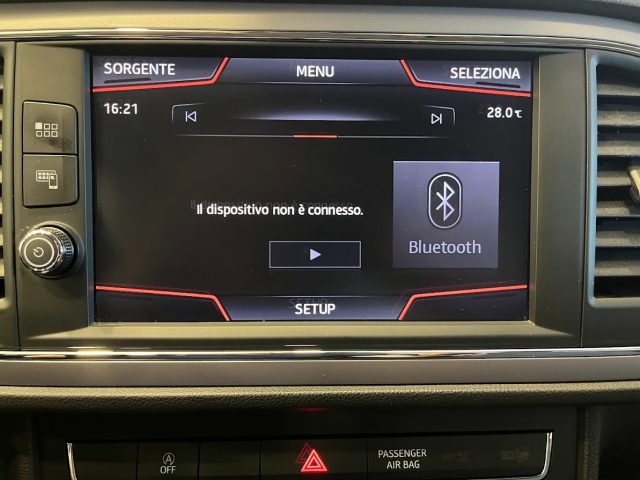 SORGENTE
MENU
SELEZIONA
16:21
28.0°C
Il dispositivo non è connesso.
Bluetooth
SETUP
A
OFF
PASSENGER
AIR BAG